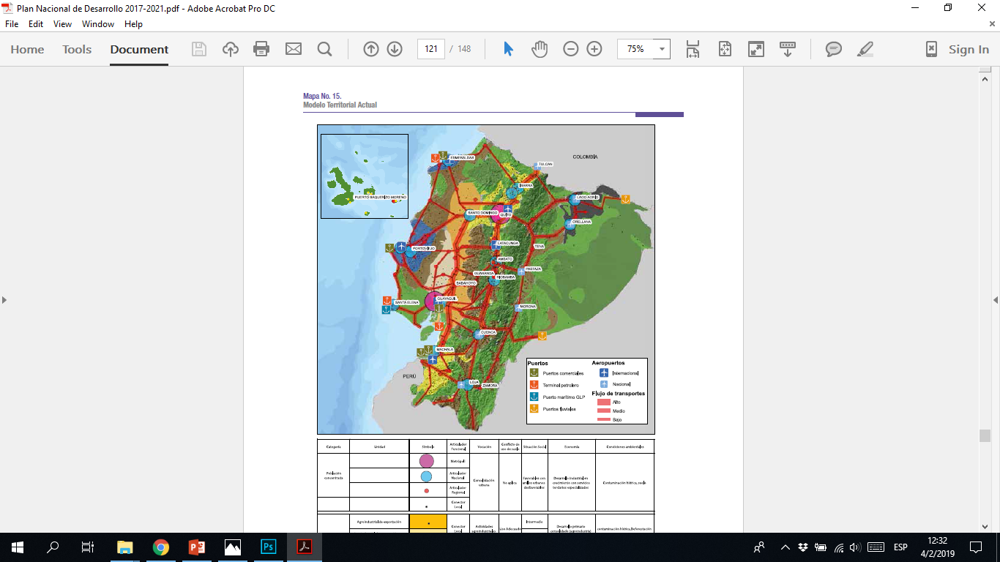 Plan Nacional de Desarrollo 2017-2021.pdf - Adobe Acrobat Pro DC
File Edit View Window Help
Home Tools Document 121 / 148 75% Sign In
Mapa No. 15.
Modelo Territorial Actual
COLOMBIA
ESMERALDAS
TULCAN
IBARRA
PUERTO BAQUERIZO MORENO
LAGO AGRIO
SANTO DOMINGO
QUITO
ORELLANA
LATACUNGA
TENA
PORTOVIEJO
AMBATO
PASTAZA
GUARANDA
RIOBAMBA
BABAHOYO
GUAYAQUIL
SANTA ELENA
MORONA
CUENCA
MACHALA
PERÚ
LOJA
ZAMORA
Puertos
Puertos comerciales
Terminal petrolero
Puerto marítimo GLP
Puertos fluviales
Aeropuertos
Internacional
Nacional
Flujo de transportes
Alto
Medio
Bajo
Categoría Unidad Símbolo Articulador Funcional Vocación Conflicto de uso de suelo Situación Social Economía Condiciones ambientales
Población concentrada
Metrópoli
Articulador Nacional
Articulador Regional
Conector Local
Consolidación urbana
No aplica
Favorables con anillos urbanos desfavorables
Desarrollo industrial en crecimiento con servicios terciarios especializados
Contaminación hídrica, suelo
Agroindustrial de exportación
Conector Local
Actividades agroindustriales
Uso Adecuado
Intermedio
Desarrollo primario consolidado (agroindustria)
contaminación hídrica,Deforestación
Ps
ESP
12:32
4/2/2019